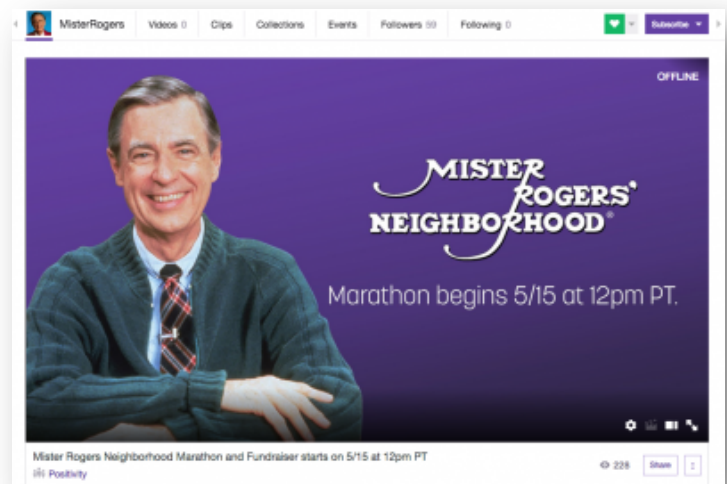 MisterRogers Videos 0 Clips Collections Events Followers 59 Following 0 Subscribe
OFFLINE
MISTER
ROGERS'
NEIGHBORHOOD®
Marathon begins 5/15 at 12pm PT.
Mister Rogers Neighborhood Marathon and Fundraiser starts on 5/15 at 12pm PT
Positivity
228 Share